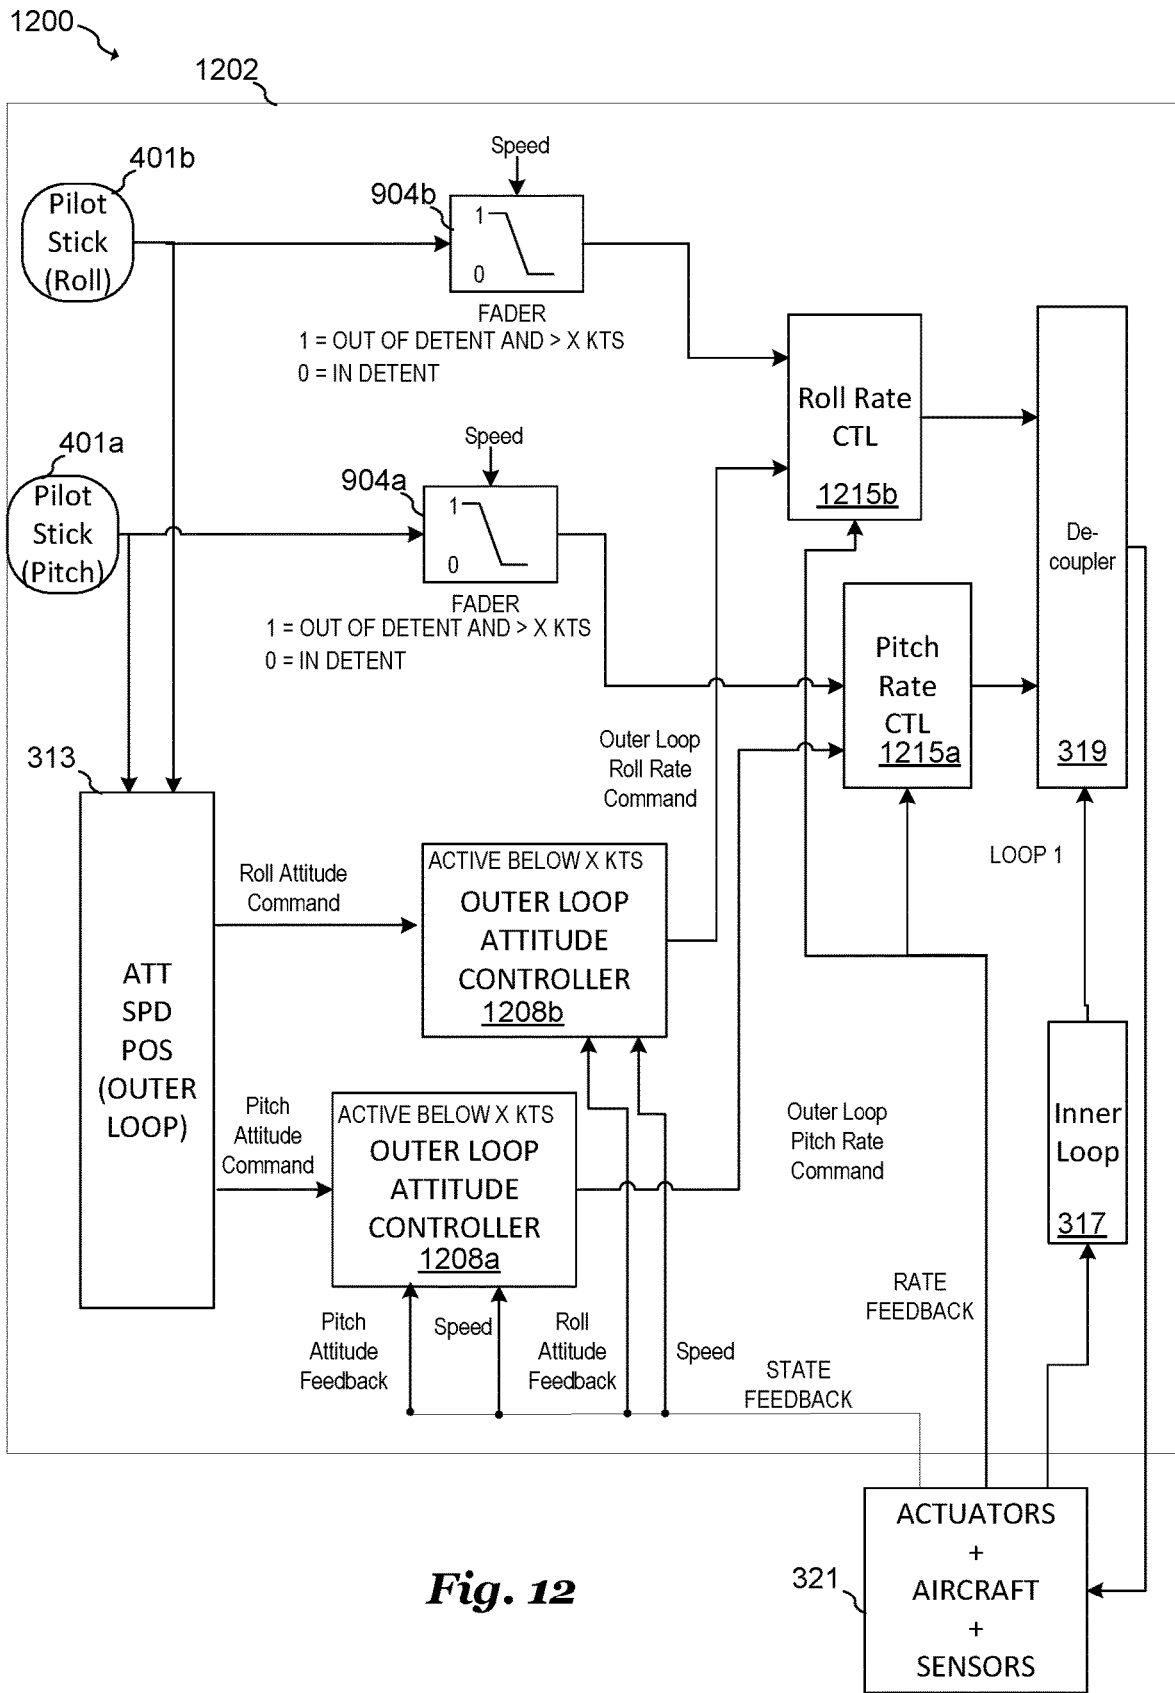 1200
1202
401b
Pilot
Stick
(Roll)
Speed
904b
1
0
FADER
1 = OUT OF DETENT AND > X KTS
0 = IN DETENT
401a
Pilot
Stick
(Pitch)
Speed
904a
1
0
FADER
1 = OUT OF DETENT AND > X KTS
0 = IN DETENT
Roll Rate
CTL
1215b
De-
coupler
319
Pitch
Rate
CTL
1215a
Outer Loop
Roll Rate
Command
313
ATT
SPD
POS
(OUTER
LOOP)
Roll Attitude
Command
ACTIVE BELOW X KTS
OUTER LOOP
ATTITUDE
CONTROLLER
1208b
LOOP 1
Pitch
Attitude
Command
ACTIVE BELOW X KTS
OUTER LOOP
ATTITUDE
CONTROLLER
1208a
Outer Loop
Pitch Rate
Command
Inner
Loop
317
Pitch
Attitude
Feedback
Speed
Roll
Attitude
Feedback
Speed
RATE
FEEDBACK
STATE
FEEDBACK
321
ACTUATORS
+
AIRCRAFT
+
SENSORS
Fig. 12